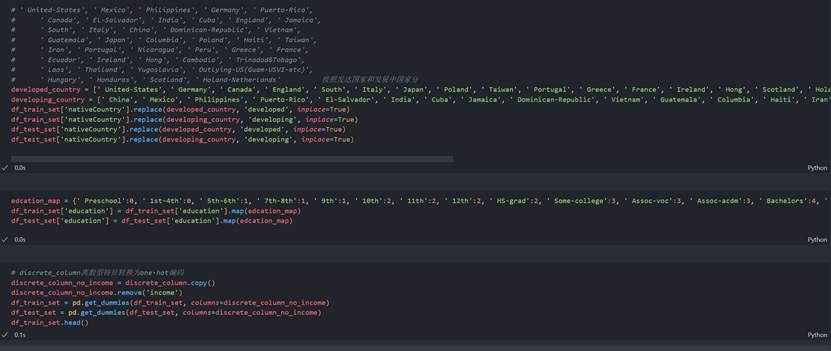 # ' United-States', ' Mexico', ' Philippines', ' Germany', ' Puerto-Rico',
#      ' Canada', ' El-Salvador', ' India', ' Cuba', ' England', ' Jamaica',
#      ' South', ' Italy', ' China', ' Dominican-Republic', ' Vietnam',
#      ' Guatemala', ' Japan', ' Columbia', ' Poland', ' Haiti', ' Taiwan',
#      ' Iran', ' Portugal', ' Nicaragua', ' Peru', ' Greece', ' France',
#      ' Ecuador', ' Ireland', ' Hong', ' Cambodia', ' Trinadad&Tobago',
#      ' Laos', ' Thailand', ' Yugoslavia', ' Outlying-US(Guam-USVI-etc)',
#      ' Hungary', ' Honduras', ' Scotland', ' Holand-Netherlands'          按照发达国家和发展中国家分
developed_country = [' United-States', ' Germany', ' Canada', ' England', ' South', ' Italy', ' Japan', ' Poland', ' Taiwan', ' Portugal', ' Greece', ' France', ' Ireland', ' Hong', ' Scotland', ' Hola
developing_country = [' China', ' Mexico', ' Philippines', ' Puerto-Rico', ' El-Salvador', ' India', ' Cuba', ' Jamaica', ' Dominican-Republic', ' Vietnam', ' Guatemala', ' Columbia', ' Haiti', ' Iran'
df_train_set['nativeCountry'].replace(developed_country, 'developed', inplace=True)
df_train_set['nativeCountry'].replace(developing_country, 'developing', inplace=True)
df_test_set['nativeCountry'].replace(developed_country, 'developed', inplace=True)
df_test_set['nativeCountry'].replace(developing_country, 'developing', inplace=True)
0.0s Python
edcation_map = {' Preschool':0, ' 1st-4th':0, ' 5th-6th':1, ' 7th-8th':1, ' 9th':1, ' 10th':2, ' 11th':2, ' 12th':2, ' HS-grad':2, ' Some-college':3, ' Assoc-voc':3, ' Assoc-acdm':3, ' Bachelors':4, '
df_train_set['education'] = df_train_set['education'].map(edcation_map)
df_test_set['education'] = df_test_set['education'].map(edcation_map)
0.0s Python
# discrete_column离散型特征转换为one-hot编码
discrete_column_no_income = discrete_column.copy()
discrete_column_no_income.remove('income')
df_train_set = pd.get_dummies(df_train_set, columns=discrete_column_no_income)
df_test_set = pd.get_dummies(df_test_set, columns=discrete_column_no_income)
df_train_set.head()
0.1s Python